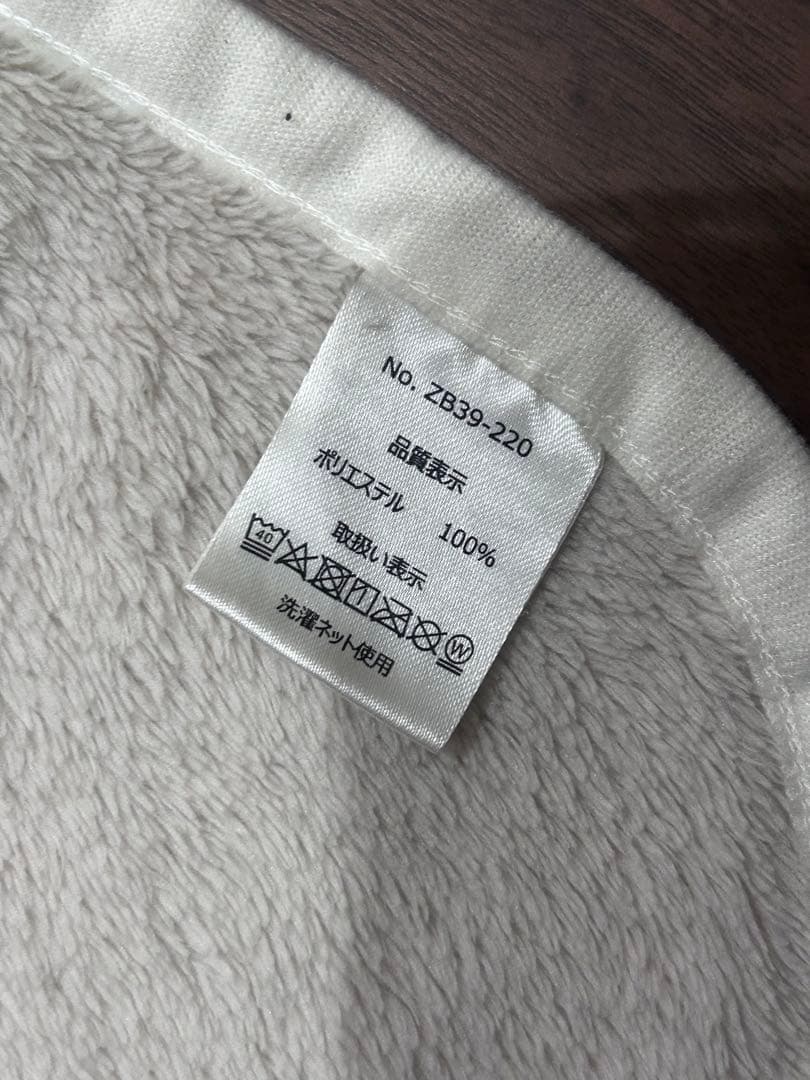 No. ZB39-220
品質表示
ポリエステル 100%
取扱い表示
40 W
洗濯ネット使用